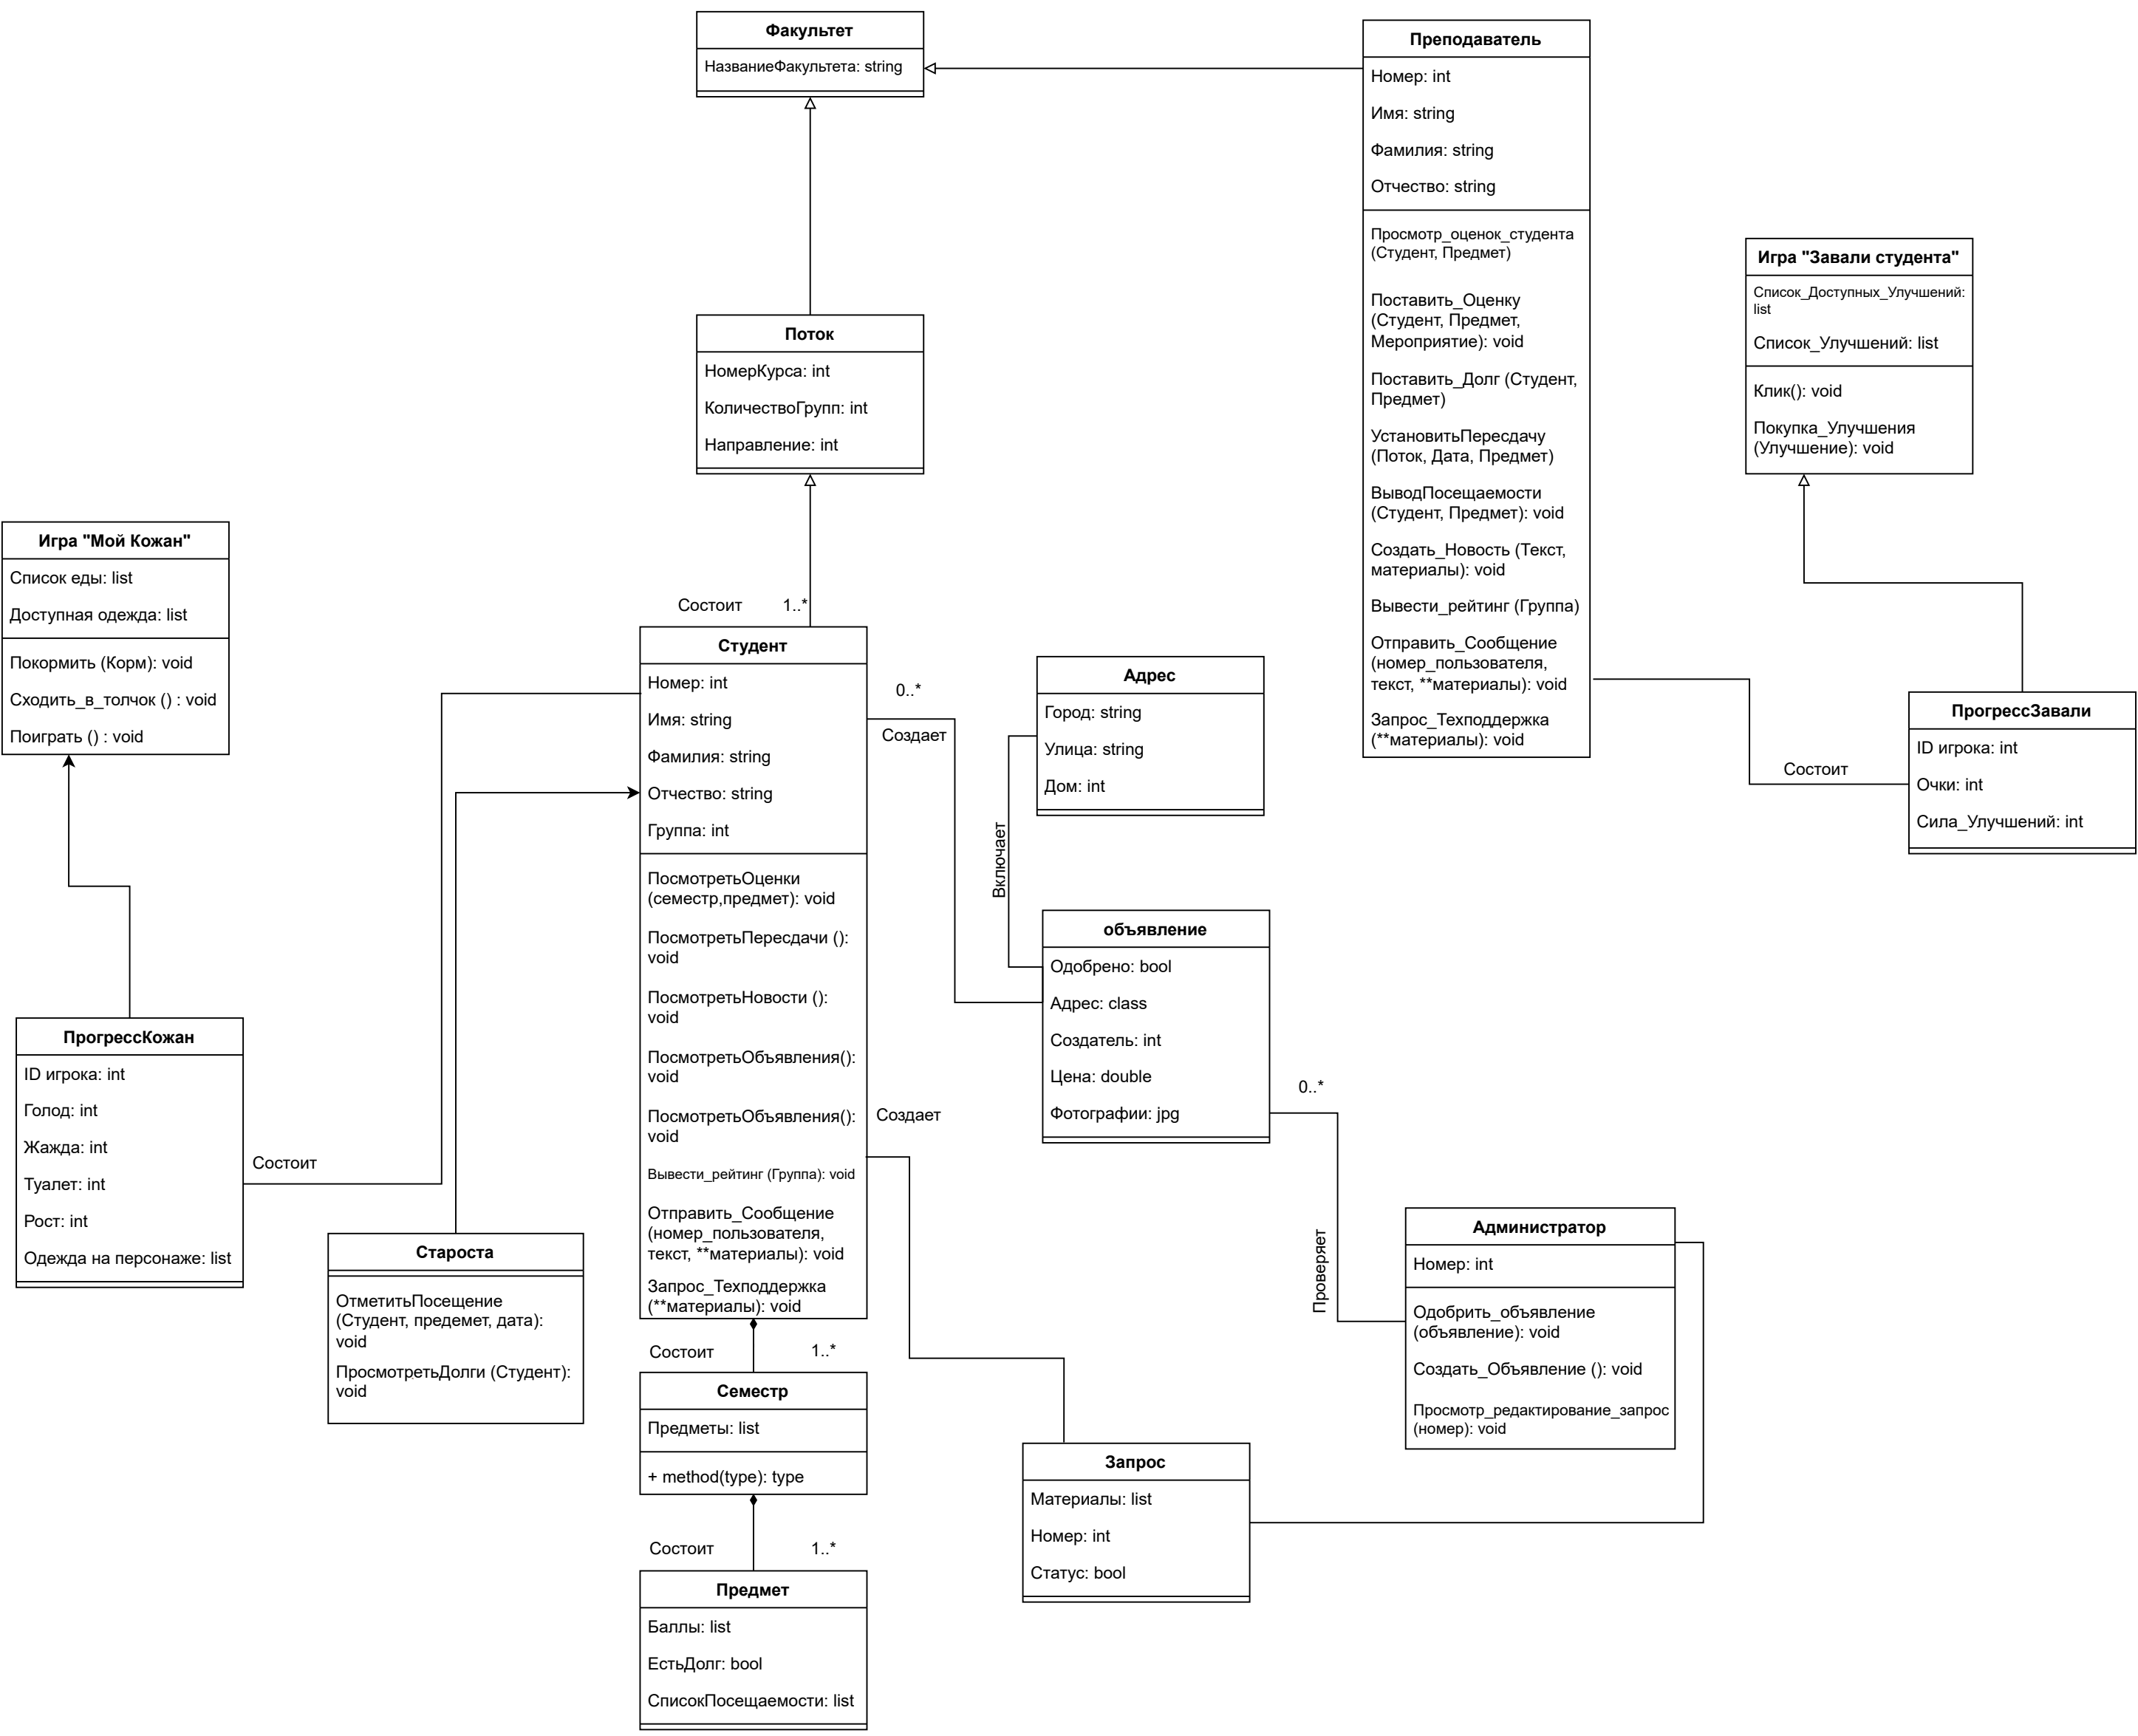 Факультет
НазваниеФакультета: string
Преподаватель
Номер: int
Имя: string
Фамилия: string
Отчество: string
Просмотр_оценок_студента
(Студент, Предмет)
Поставить_Оценку
(Студент, Предмет,
Мероприятие): void
Поставить_Долг (Студент,
Предмет)
УстановитьПересдачу
(Поток, Дата, Предмет)
ВыводПосещаемости
(Студент, Предмет): void
Создать_Новость (Текст,
материалы): void
Вывести_рейтинг (Группа)
Отправить_Сообщение
(номер_пользователя,
текст, **материалы): void
Запрос_Техподдержка
(**материалы): void
Игра "Завали студента"
Список_Доступных_Улучшений:
list
Список_Улучшений: list
Клик(): void
Покупка_Улучшения
(Улучшение): void
Поток
НомерКурса: int
КоличествоГрупп: int
Направление: int
Игра "Мой Кожан"
Список еды: list
Доступная одежда: list
Покормить (Корм): void
Сходить_в_толчок () : void
Поиграть () : void
Состоит
1..*
Студент
Номер: int
Имя: string
Фамилия: string
Отчество: string
Группа: int
ПосмотретьОценки
(семестр,предмет): void
ПосмотретьПересдачи ():
void
ПосмотретьНовости ():
void
ПосмотретьОбъявления():
void
ПосмотретьОбъявления():
void
Вывести_рейтинг (Группа): void
Отправить_Сообщение
(номер_пользователя,
текст, **материалы): void
Запрос_Техподдержка
(**материалы): void
0..*
Создает
Адрес
Город: string
Улица: string
Дом: int
Включает
ПрогрессЗавали
ID игрока: int
Очки: int
Сила_Улучшений: int
Состоит
объявление
Одобрено: bool
Адрес: class
Создатель: int
Цена: double
Фотографии: jpg
0..*
Проверяет
Создает
ПрогрессКожан
ID игрока: int
Голод: int
Жажда: int
Туалет: int
Рост: int
Одежда на персонаже: list
Состоит
Староста
ОтметитьПосещение
(Студент, предемет, дата):
void
ПросмотретьДолги (Студент):
void
Администратор
Номер: int
Одобрить_объявление
(объявление): void
Создать_Объявление (): void
Просмотр_редактирование_запрос
(номер): void
Состоит
1..*
Семестр
Предметы: list
+ method(type): type
Запрос
Материалы: list
Номер: int
Статус: bool
Состоит
1..*
Предмет
Баллы: list
ЕстьДолг: bool
СписокПосещаемости: list